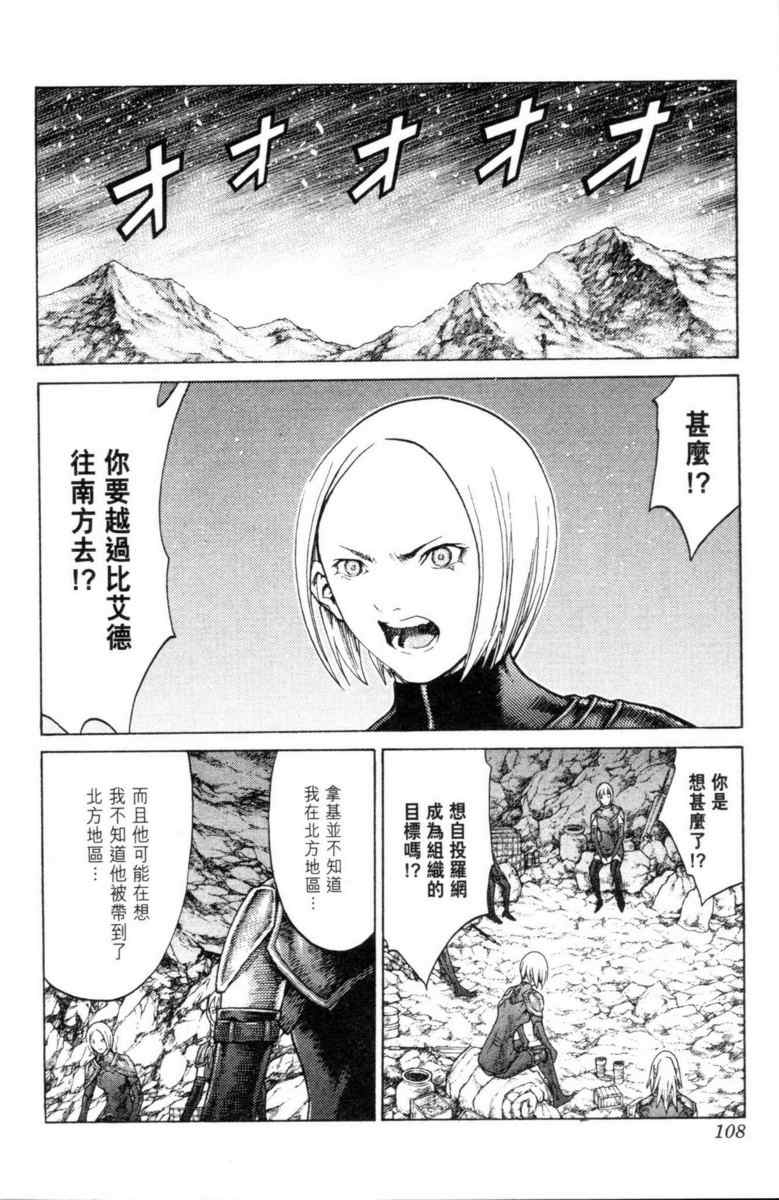 オオオオオ
甚麼!?
你要越過比艾德
往南方去!?
你是
想甚麼了!?
想自投羅網
成為組織的
目標嗎!?
拿基並不知道
我在北方地區…
而且他可能在想
我不知道他被帶到了
北方地區…
108